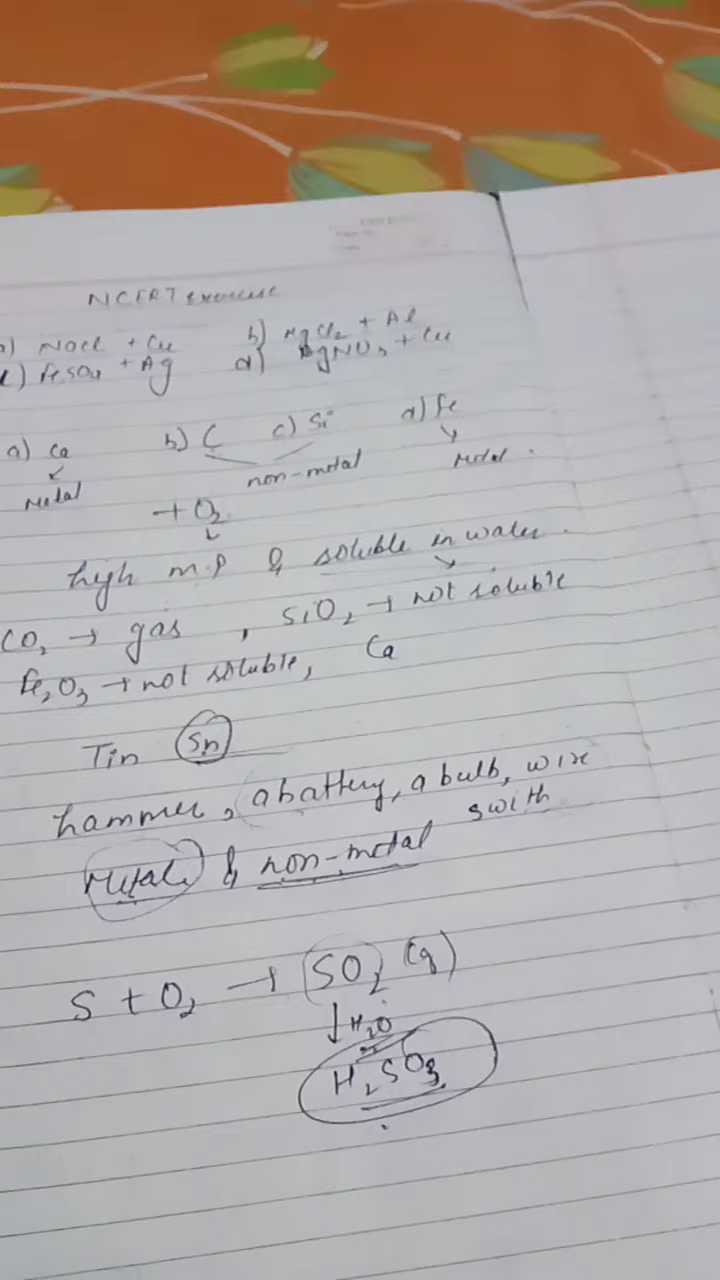 NCERT exercise
a) NaCl + Cu b) MgCl₂ + Al
c) FeSO₄ + Ag d) AgNO₃ + Cu
a) Ca b) C c) Si d) Fe
↓ ↓
Metal non-metal Metal.
+ O₂
↓
high m.p & soluble in water.
CO₂ → gas, SiO₂ → not soluble
Fe₂O₃ → not soluble, Ca
Tin Sn
hammer, a battery, a bulb, wire
swith
Metals & non-metal
S + O₂ → SO₂ (g)
↓ H₂O
H₂SO₃